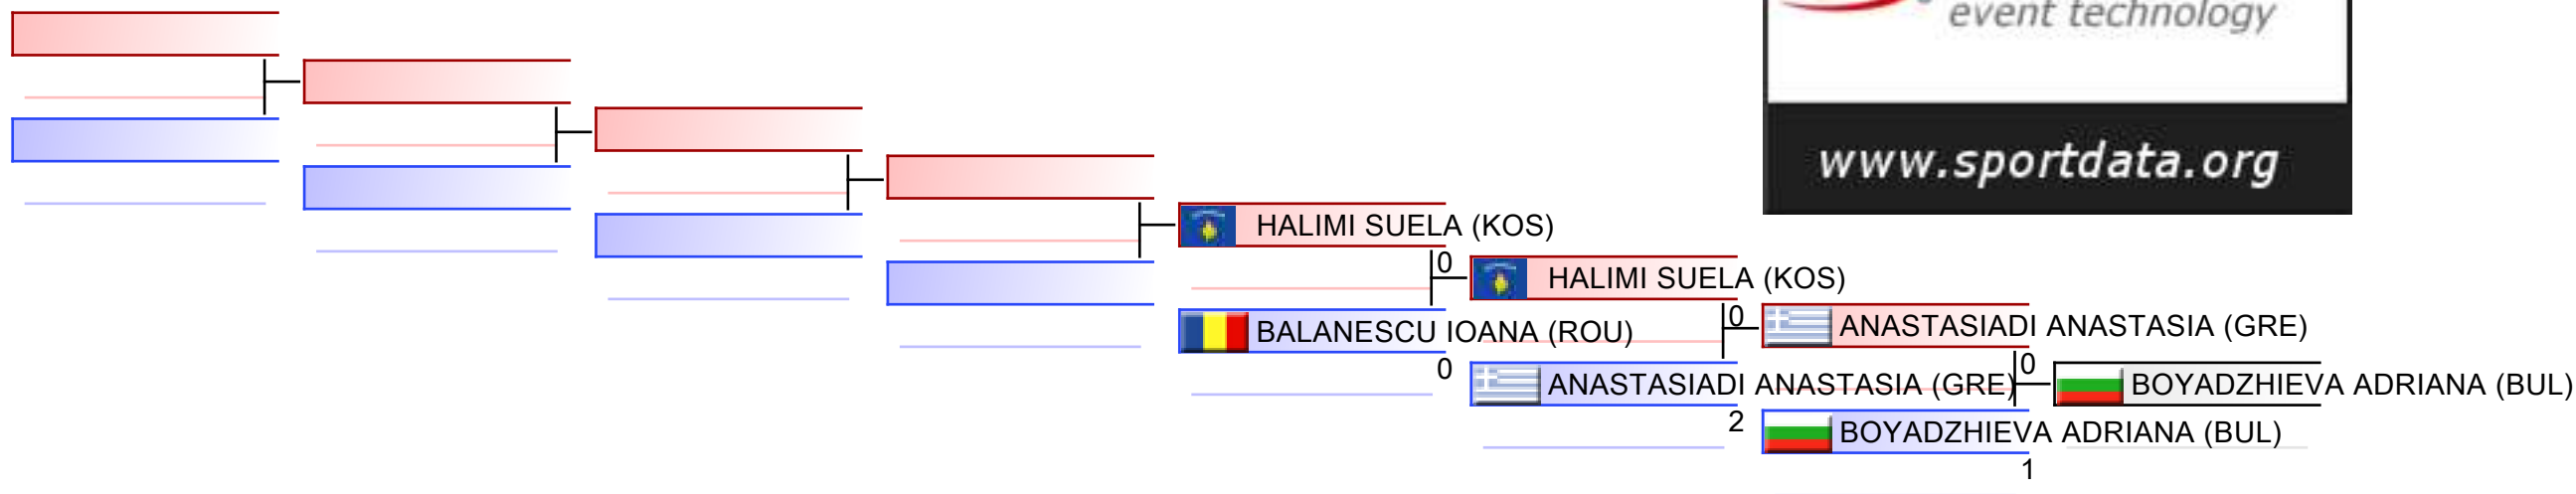 event technology
www.sportdata.org
HALIMI SUELA (KOS)
0
HALIMI SUELA (KOS)
BALANESCU IOANA (ROU)
0
0
ANASTASIADI ANASTASIA (GRE)
ANASTASIADI ANASTASIA (GRE)
2
0
BOYADZHIEVA ADRIANA (BUL)
BOYADZHIEVA ADRIANA (BUL)
1